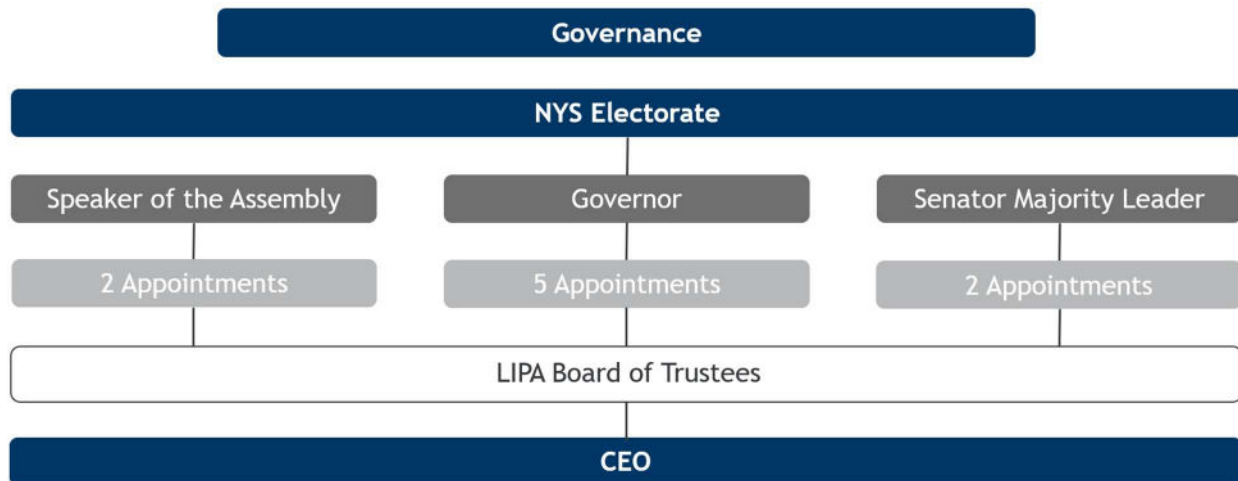 Governance
NYS Electorate
Speaker of the Assembly
Governor
Senator Majority Leader
2 Appointments
5 Appointments
2 Appointments
LIPA Board of Trustees
CEO